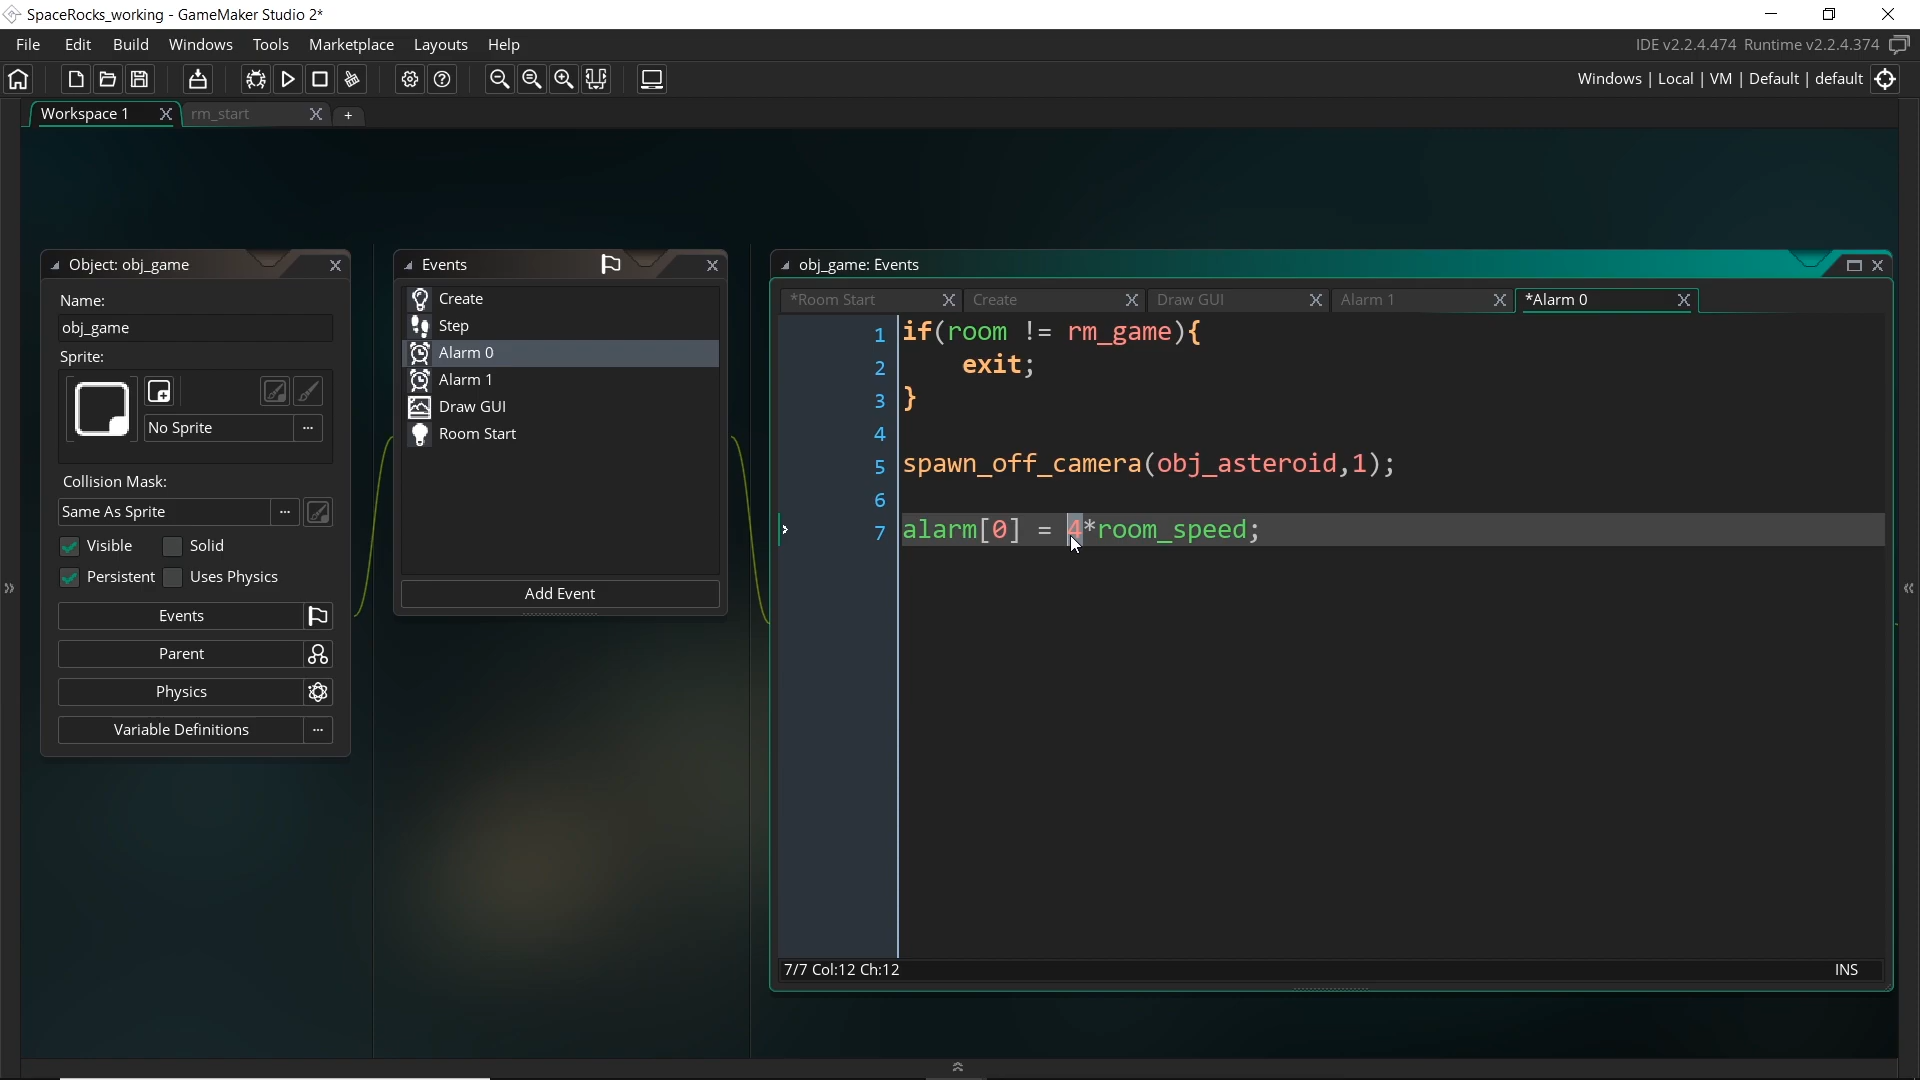 SpaceRocks_working - GameMaker Studio 2*
File Edit Build Windows Tools Marketplace Layouts Help
IDE v2.2.4.474 Runtime v2.2.4.374
Windows | Local | VM | Default | default
Workspace 1
rm_start
+
Object: obj_game
Name:
obj_game
Sprite:
No Sprite
...
Collision Mask:
Same As Sprite
...
Visible
Solid
Persistent
Uses Physics
Events
Parent
Physics
Variable Definitions
...
Events
Create
Step
Alarm 0
Alarm 1
Draw GUI
Room Start
Add Event
obj_game: Events
*Room Start
Create
Draw GUI
Alarm 1
*Alarm 0
1 if(room != rm_game){
2 exit;
3 }
4
5 spawn_off_camera(obj_asteroid,1);
6
7 alarm[0] = 4*room_speed;
7/7 Col:12 Ch:12
INS